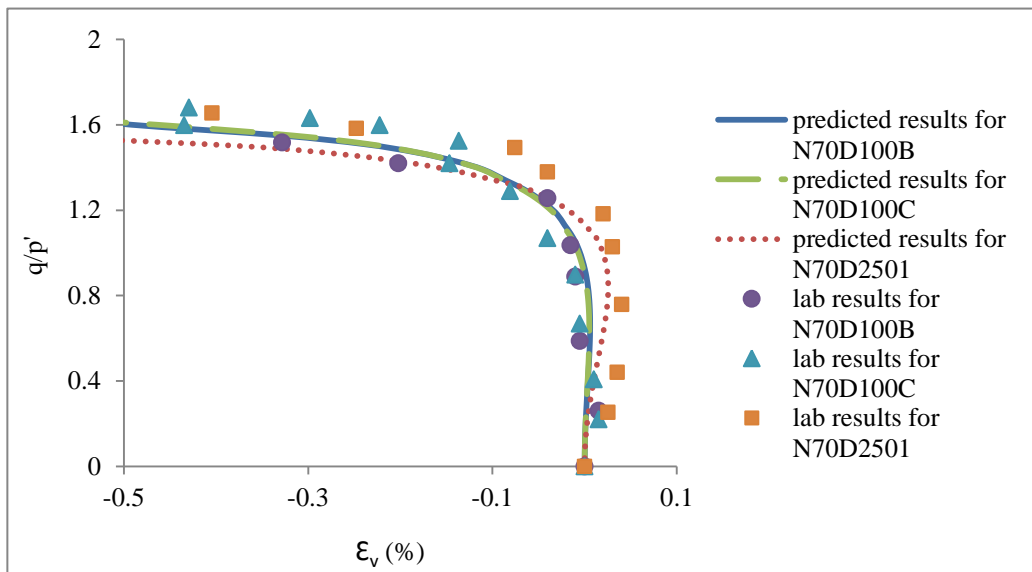 2
1.6
1.2
0.8
0.4
0
-0.5
-0.3
-0.1
0.1
q/p'
Ɛv (%)
predicted results for
N70D100B
predicted results for
N70D100C
predicted results for
N70D2501
lab results for
N70D100B
lab results for
N70D100C
lab results for
N70D2501